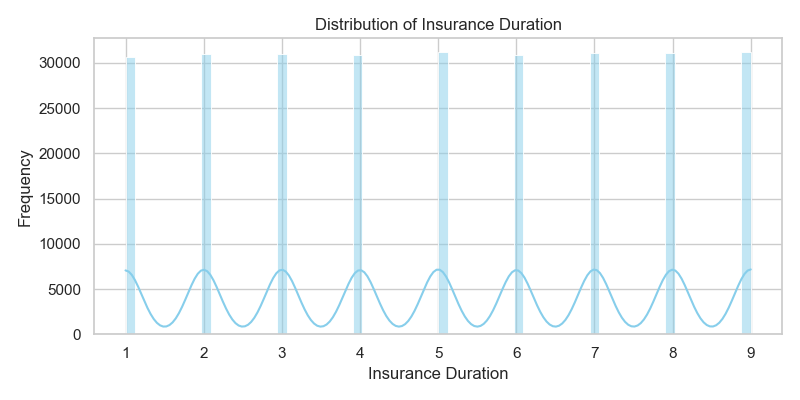 Distribution of Insurance Duration
30000
25000
20000
15000
10000
5000
0
Frequency
1 2 3 4 5 6 7 8 9
Insurance Duration